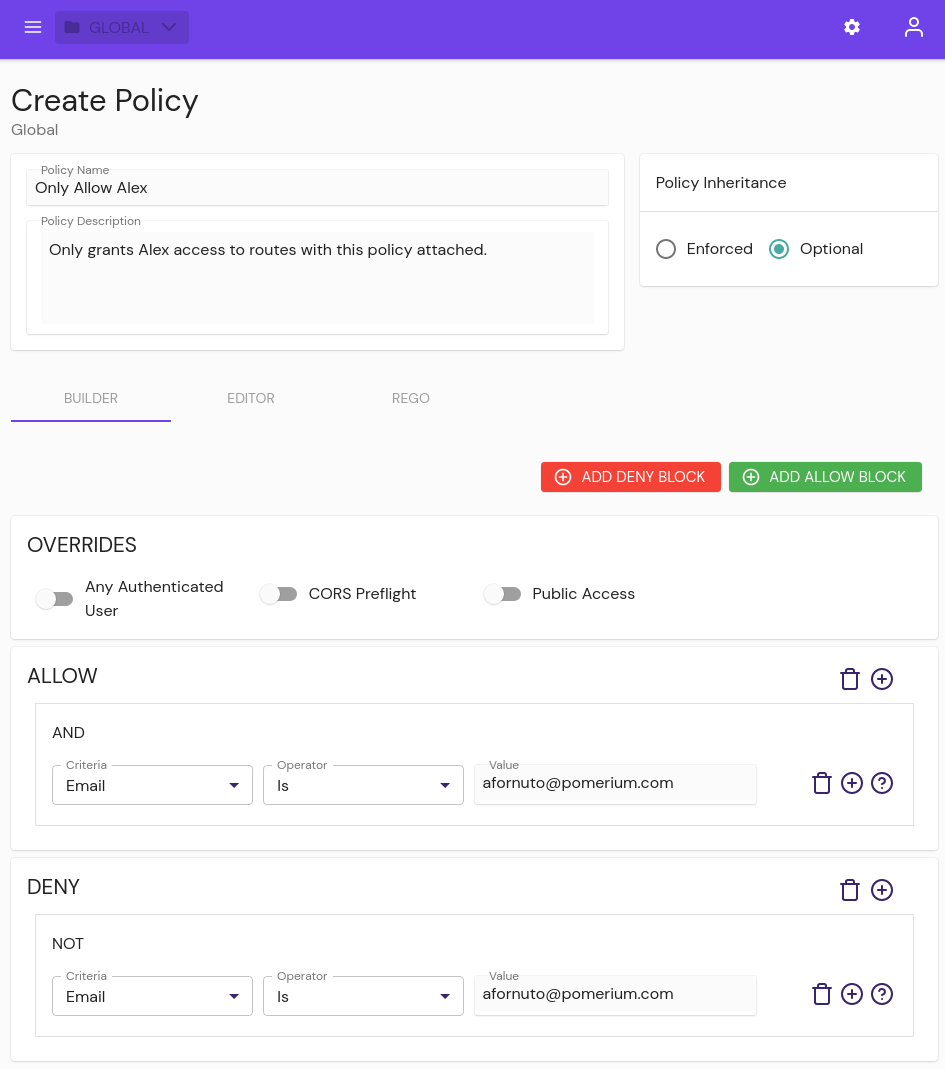 GLOBAL
Create Policy
Global
Policy Name
Only Allow Alex
Policy Description
Only grants Alex access to routes with this policy attached.
Policy Inheritance
Enforced
Optional
BUILDER
EDITOR
REGO
ADD DENY BLOCK
ADD ALLOW BLOCK
OVERRIDES
Any Authenticated
User
CORS Preflight
Public Access
ALLOW
AND
Criteria
Email
Operator
Is
Value
afornuto@pomerium.com
DENY
NOT
Criteria
Email
Operator
Is
Value
afornuto@pomerium.com